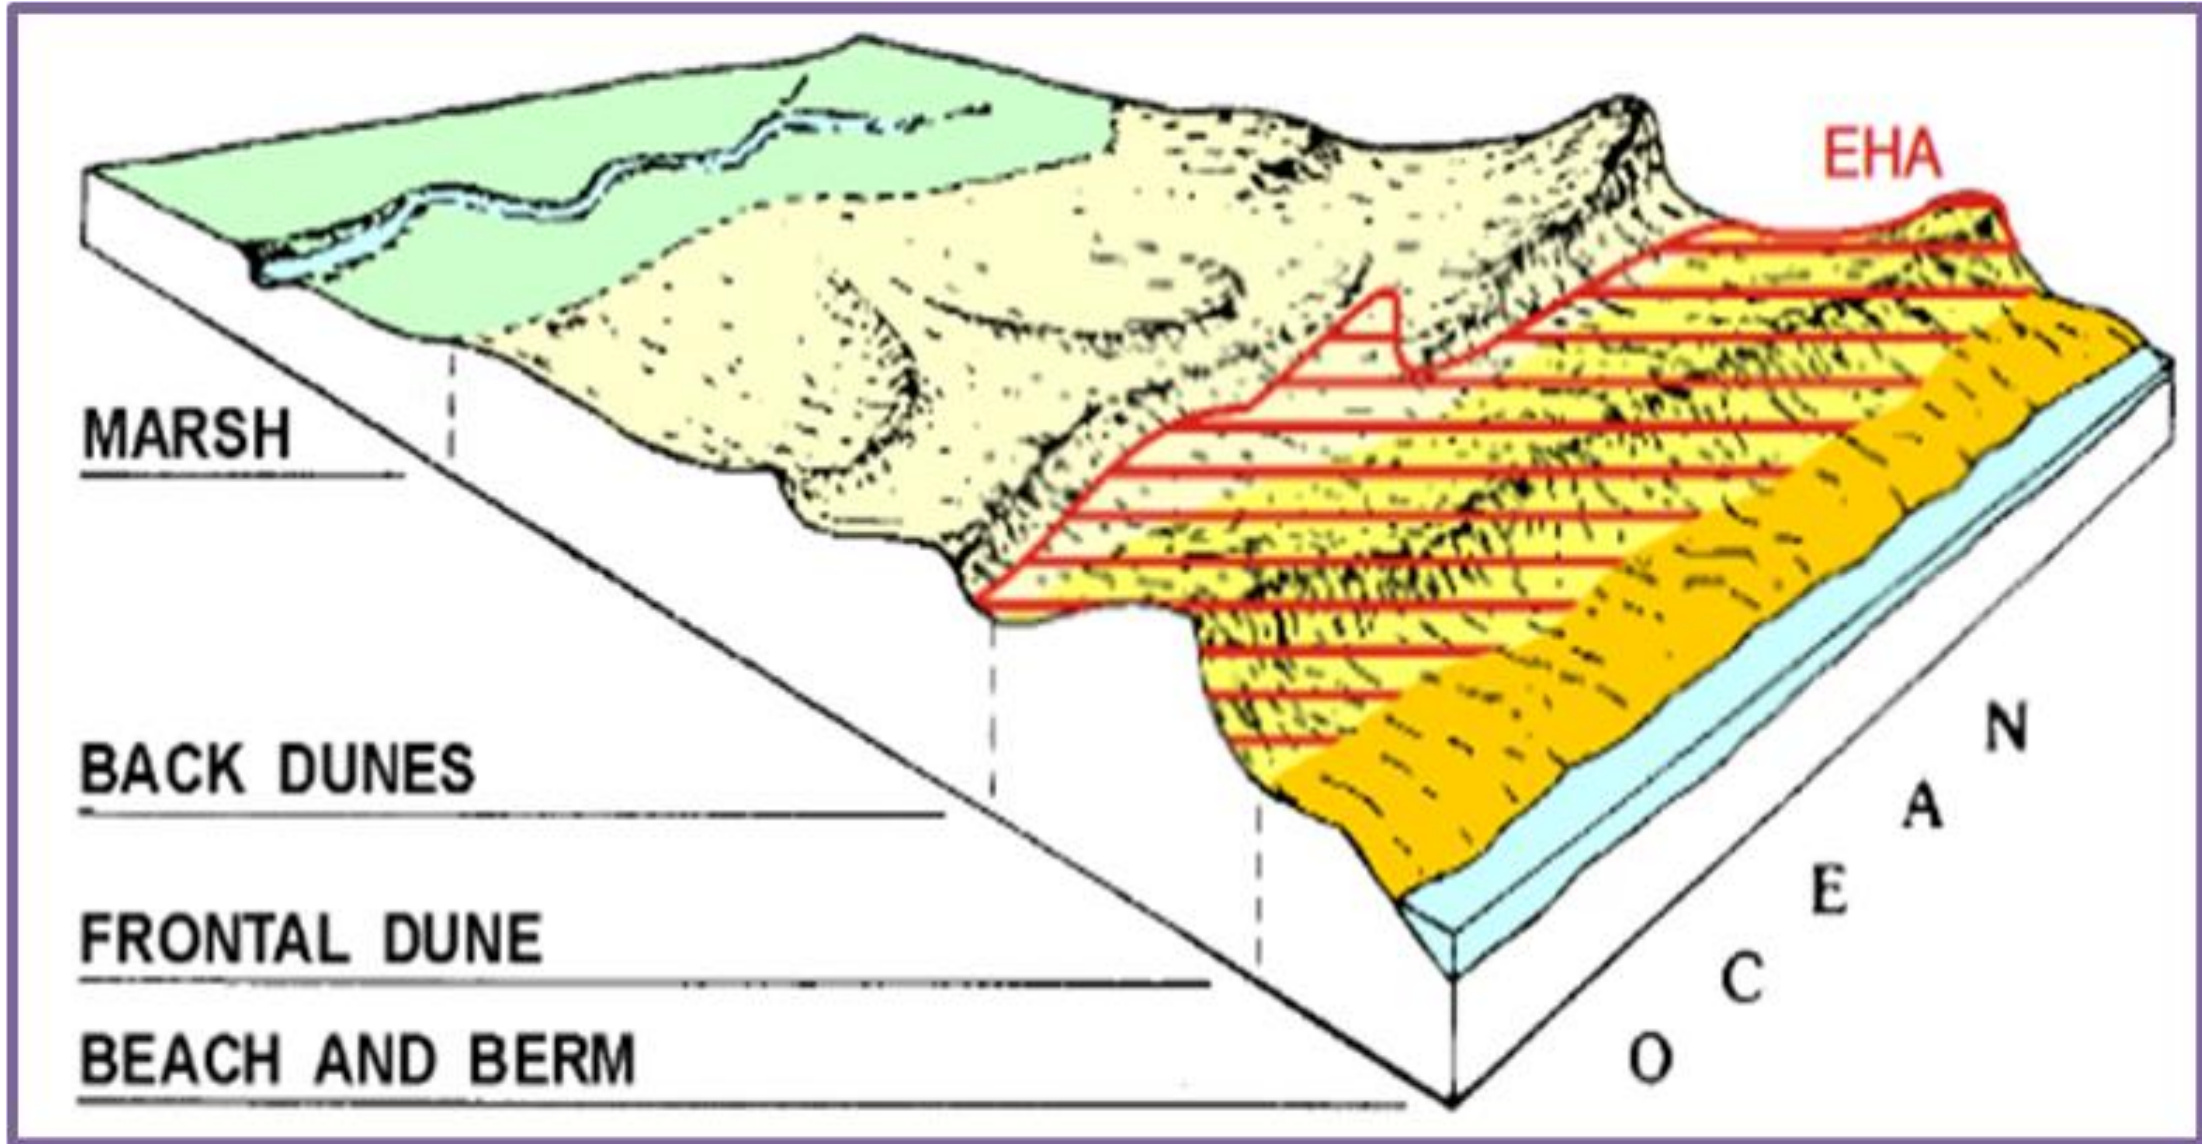 EHA
MARSH
BACK DUNES
FRONTAL DUNE
BEACH AND BERM
OCEAN